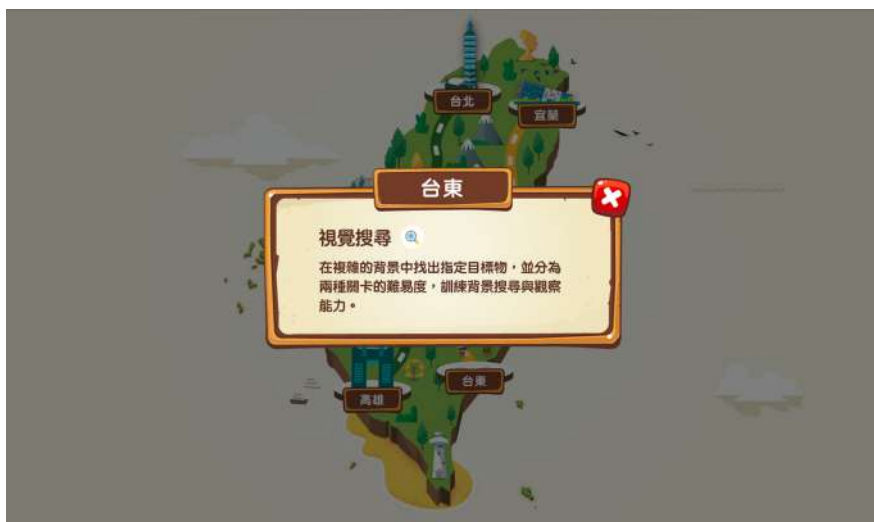 台北
宜蘭
台東
視覺搜尋
在複雜的背景中找出指定目標物，並分為
兩種關卡的難易度，訓練背景搜尋與觀察
能力。
台東
高雄